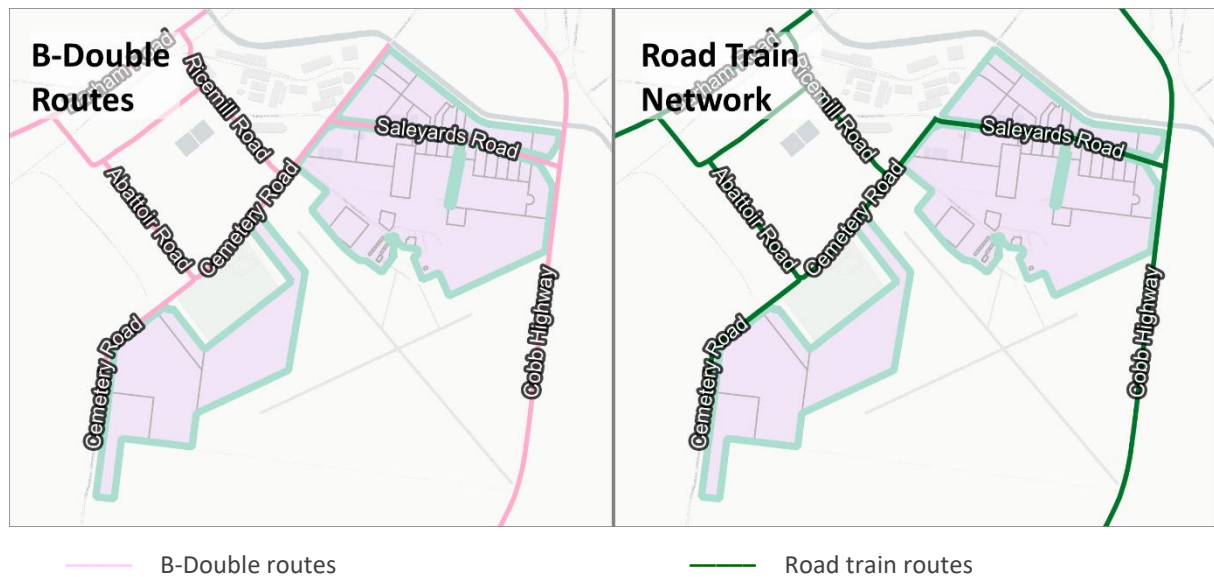 B-Double
Routes
Ricemill Road
Saleyards Road
Abattoir Road
Cemetery Road
Cemetery Road
Cobb Highway
Road Train
Network
Ricemill Road
Saleyards Road
Abattoir Road
Cemetery Road
Cemetery Road
Cobb Highway
B-Double routes
Road train routes